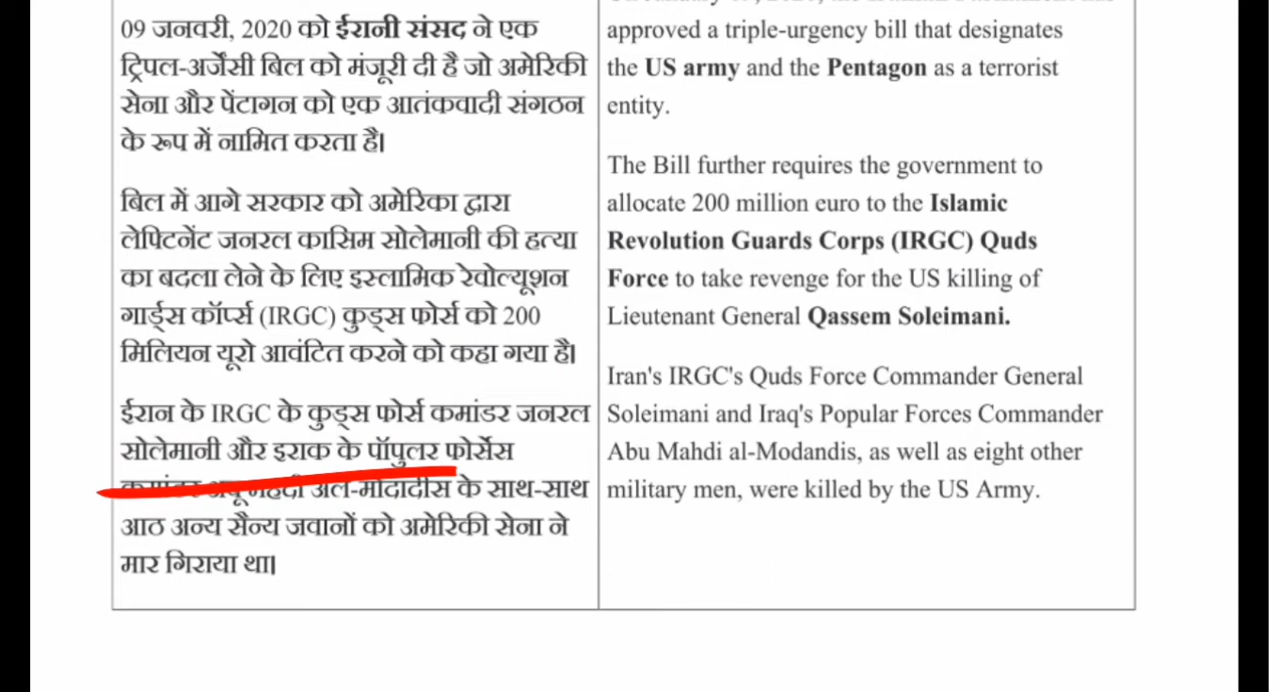 09 जनवरी, 2020 को ईरानी संसद ने एक
ट्रिपल-अर्जेंसी बिल को मंजूरी दी है जो अमेरिकी
सेना और पेंटागन को एक आतंकवादी संगठन
के रूप में नामित करता है।
बिल में आगे सरकार को अमेरिका द्वारा
लेफ्टिनेंट जनरल कासिम सोलेमानी की हत्या
का बदला लेने के लिए इस्लामिक रेवोल्यूशन
गार्ड्स कॉर्प्स (IRGC) कुड्स फोर्स को 200
मिलियन यूरो आवंटित करने को कहा गया है।
ईरान के IRGC के कुड्स फोर्स कमांडर जनरल
सोलेमानी और इराक के पॉपुलर फोर्सेस
कमांडर अबू महदी अल-मोदादीस के साथ-साथ
आठ अन्य सैन्य जवानों को अमेरिकी सेना ने
मार गिराया था।
approved a triple-urgency bill that designates
the US army and the Pentagon as a terrorist
entity.
The Bill further requires the government to
allocate 200 million euro to the Islamic
Revolution Guards Corps (IRGC) Quds
Force to take revenge for the US killing of
Lieutenant General Qassem Soleimani.
Iran's IRGC's Quds Force Commander General
Soleimani and Iraq's Popular Forces Commander
Abu Mahdi al-Modandis, as well as eight other
military men, were killed by the US Army.